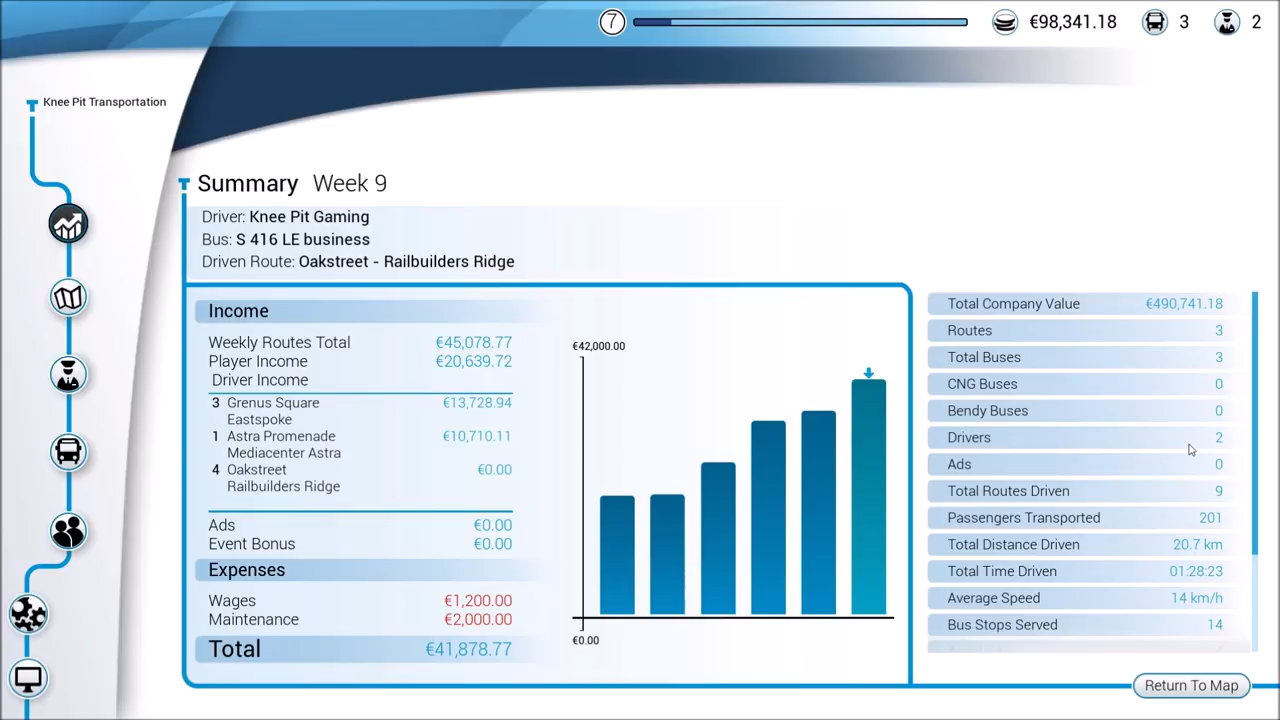 7
€98,341.18
3
2
Knee Pit Transportation
Summary Week 9
Driver: Knee Pit Gaming
Bus: S 416 LE business
Driven Route: Oakstreet - Railbuilders Ridge
Income
Weekly Routes Total €45,078.77
Player Income €20,639.72
Driver Income
3 Grenus Square €13,728.94
Eastspoke
1 Astra Promenade €10,710.11
Mediacenter Astra
4 Oakstreet €0.00
Railbuilders Ridge
Ads €0.00
Event Bonus €0.00
Expenses
Wages €1,200.00
Maintenance €2,000.00
Total €41,878.77
€42,000.00
€0.00
Total Company Value €490,741.18
Routes 3
Total Buses 3
CNG Buses 0
Bendy Buses 0
Drivers 2
Ads 0
Total Routes Driven 9
Passengers Transported 201
Total Distance Driven 20.7 km
Total Time Driven 01:28:23
Average Speed 14 km/h
Bus Stops Served 14
Return To Map